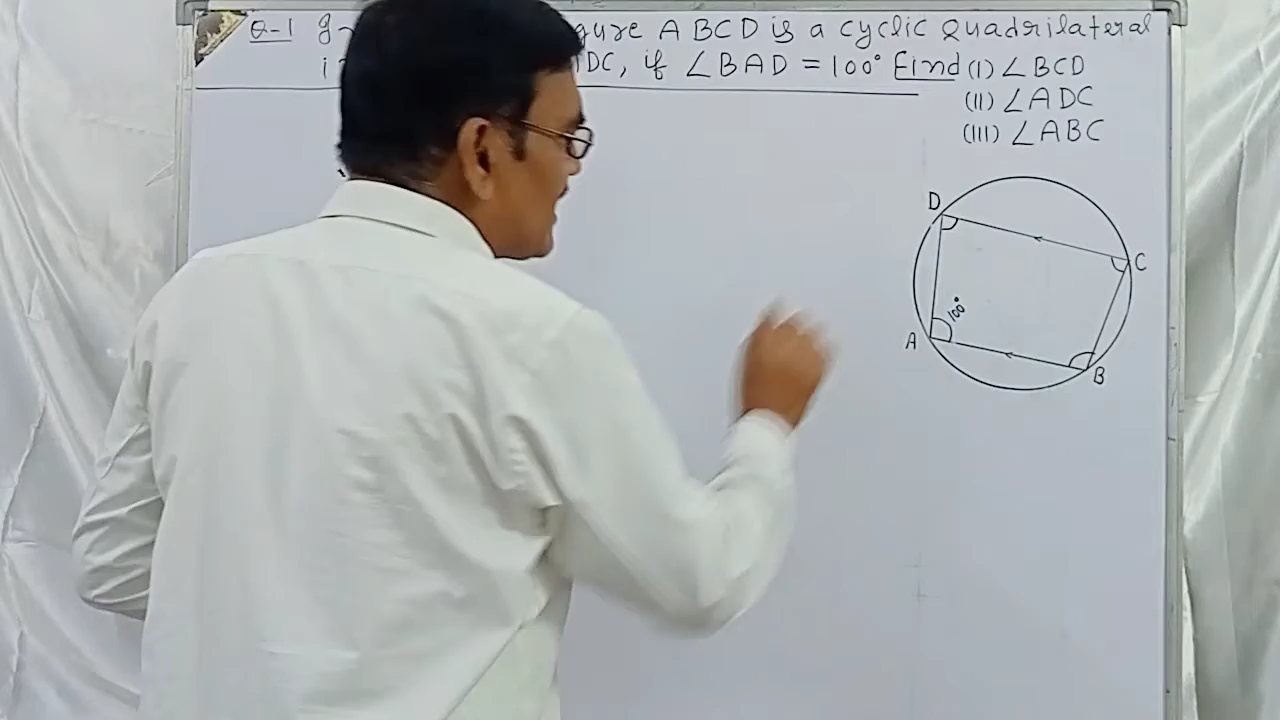 Q-1 gure ABCD is a cyclic Quadrilateral
DC, if ∠BAD = 100° Find (I) ∠BCD
(II) ∠ADC
(III) ∠ABC
D
C
100°
A
B